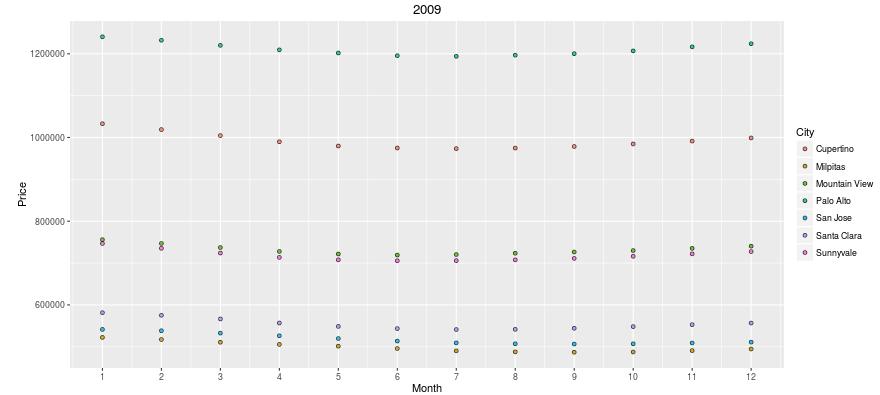 2009
Price
1200000
1000000
800000
600000
1 2 3 4 5 6 7 8 9 10 11 12
Month
City
Cupertino
Milpitas
Mountain View
Palo Alto
San Jose
Santa Clara
Sunnyvale